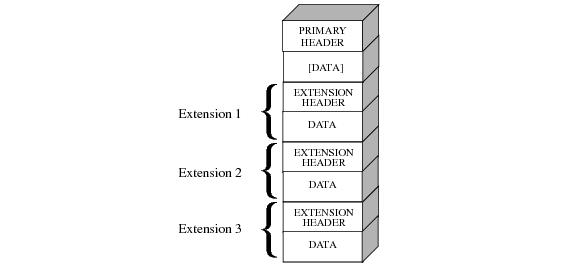 PRIMARY
HEADER
[DATA]
EXTENSION
HEADER
Extension 1
DATA
EXTENSION
HEADER
Extension 2
DATA
EXTENSION
HEADER
Extension 3
DATA